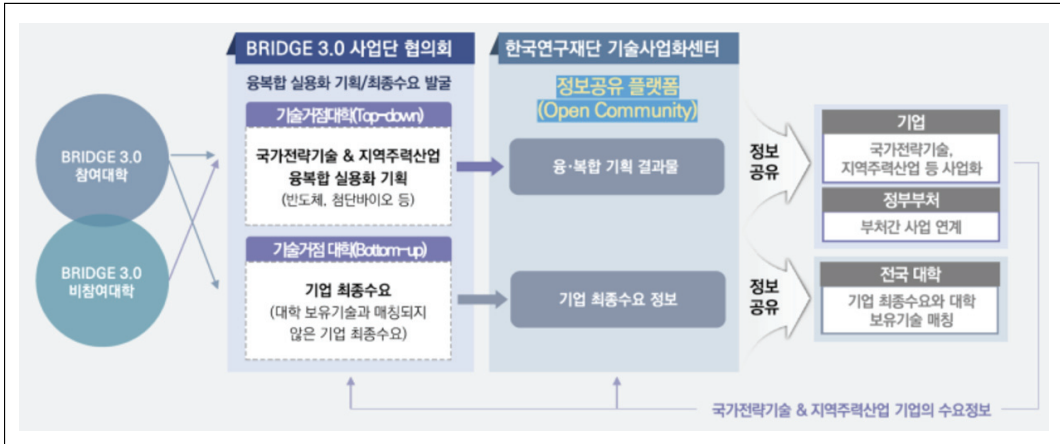 BRIDGE 3.0
참여대학
BRIDGE 3.0
비참여대학
BRIDGE 3.0 사업단 협의회
융복합 실용화 기획/최종수요 발굴
기술거점대학(Top-down)
국가전략기술 & 지역주력산업
융복합 실용화 기획
(반도체, 첨단바이오 등)
기술거점 대학(Bottom-up)
기업 최종수요
(대학 보유기술과 매칭되지
않은 기업 최종수요)
한국연구재단 기술사업화센터
정보공유 플랫폼
(Open Community)
융·복합 기획 결과물
기업 최종수요 정보
정보
공유
정보
공유
기업
국가전략기술,
지역주력산업 등 사업화
정부부처
부처간 사업 연계
전국 대학
기업 최종수요와 대학
보유기술 매칭
국가전략기술 & 지역주력산업 기업의 수요정보